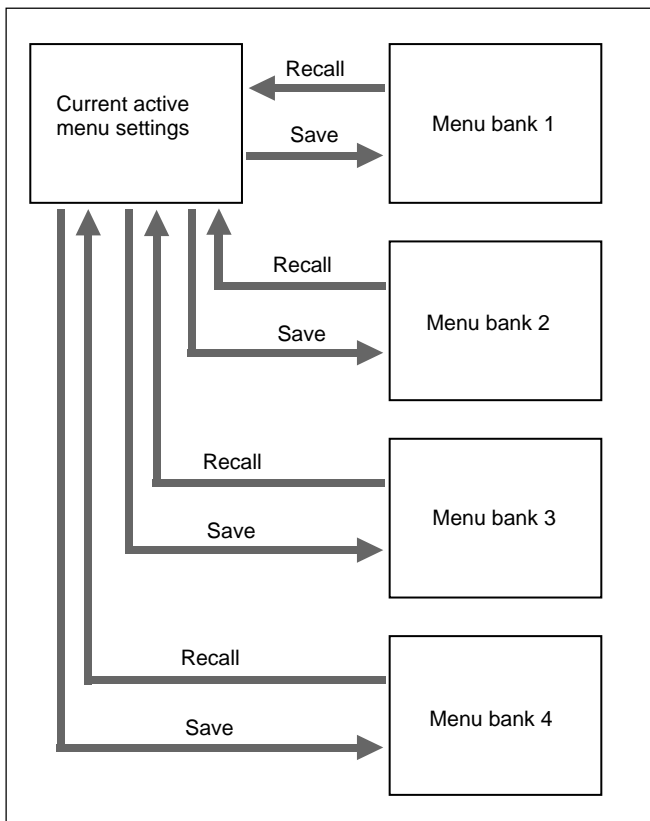 Current active
menu settings
Recall
Save
Menu bank 1
Recall
Save
Menu bank 2
Recall
Save
Menu bank 3
Recall
Save
Menu bank 4